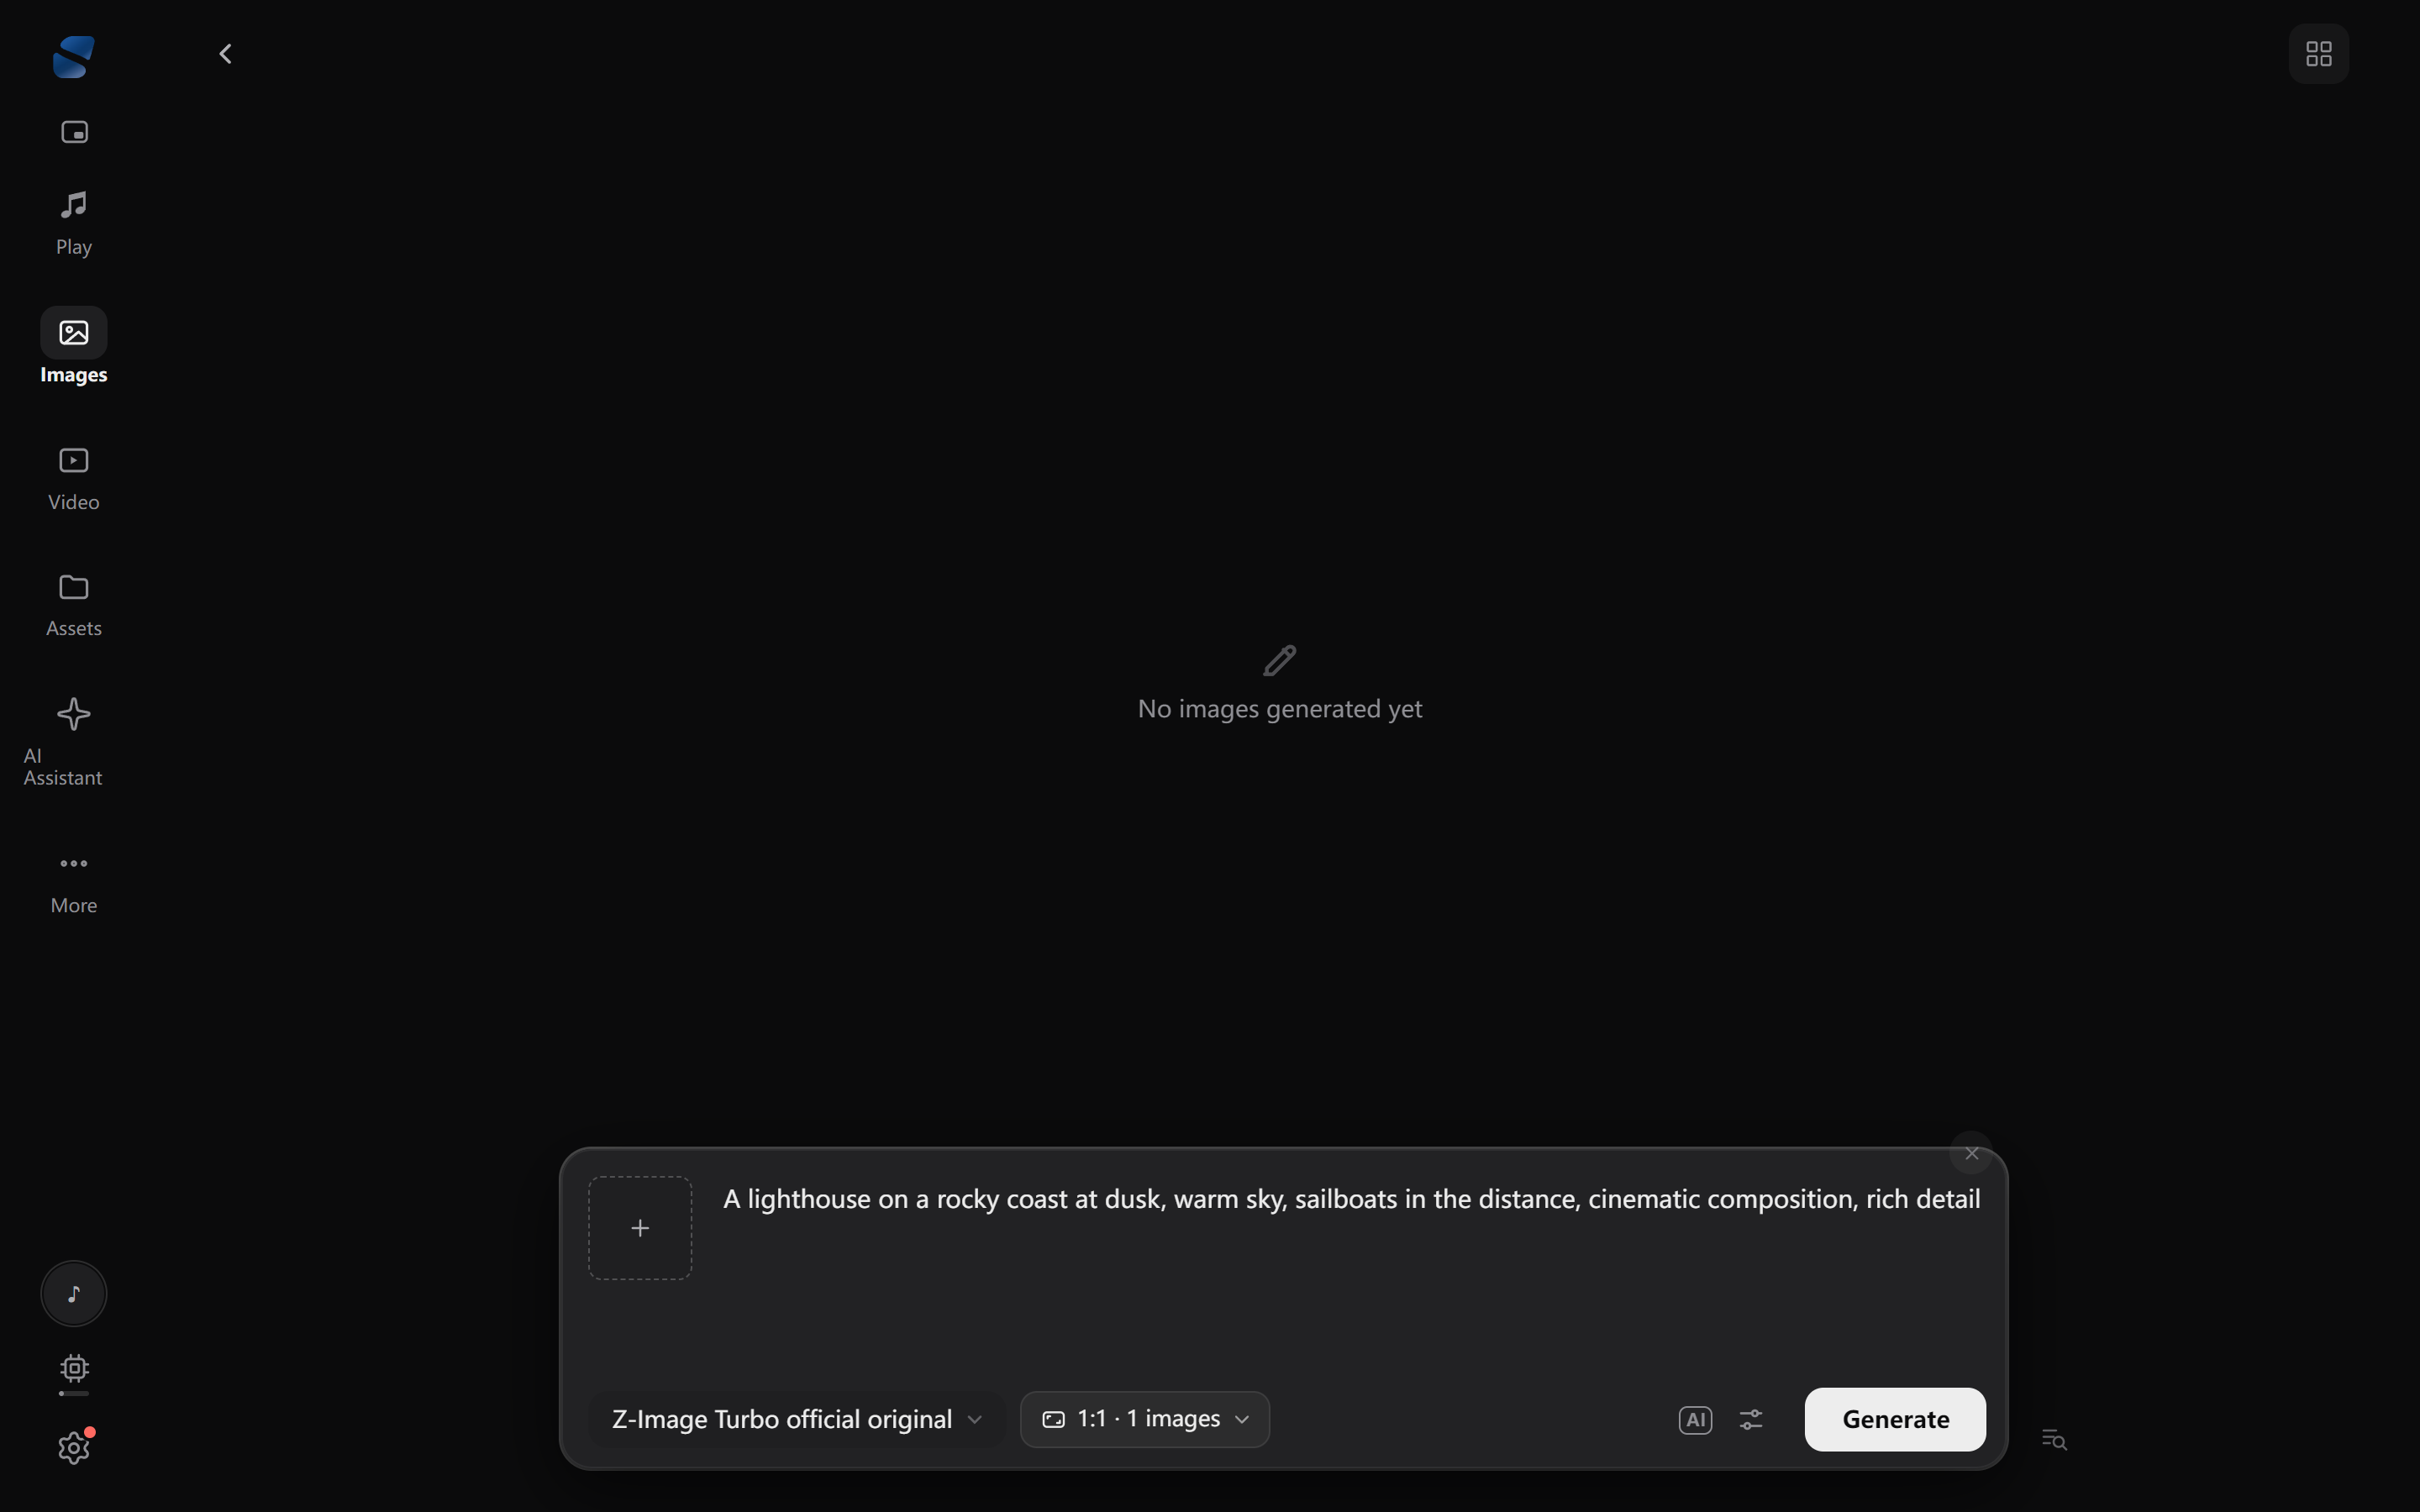 Play
Images
Video
Assets
AI
Assistant
More
No images generated yet
A lighthouse on a rocky coast at dusk, warm sky, sailboats in the distance, cinematic composition, rich detail
Z-Image Turbo official original
1:1 · 1 images
AI
Generate